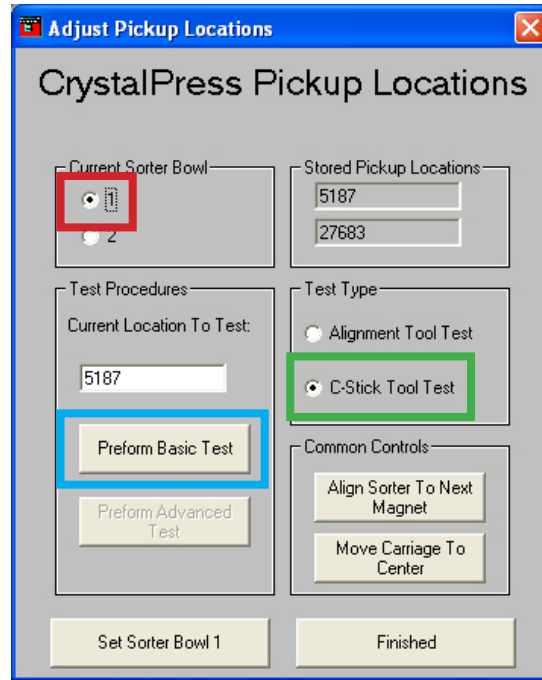 Adjust Pickup Locations
CrystalPress Pickup Locations
Current Sorter Bowl
1
2
Stored Pickup Locations
5187
27683
Test Procedures
Current Location To Test:
5187
Preform Basic Test
Preform Advanced
Test
Test Type
Alignment Tool Test
C-Stick Tool Test
Common Controls
Align Sorter To Next
Magnet
Move Carriage To
Center
Set Sorter Bowl 1
Finished